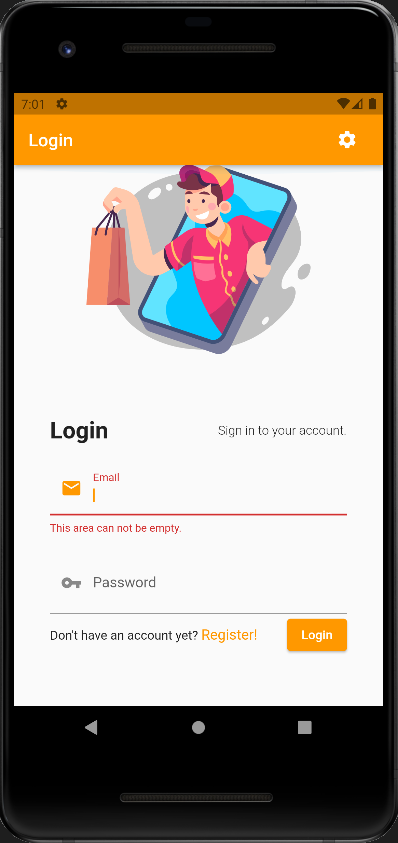 7:01
Login
Login
Sign in to your account.
Email
This area can not be empty.
Password
Don't have an account yet? Register!
Login